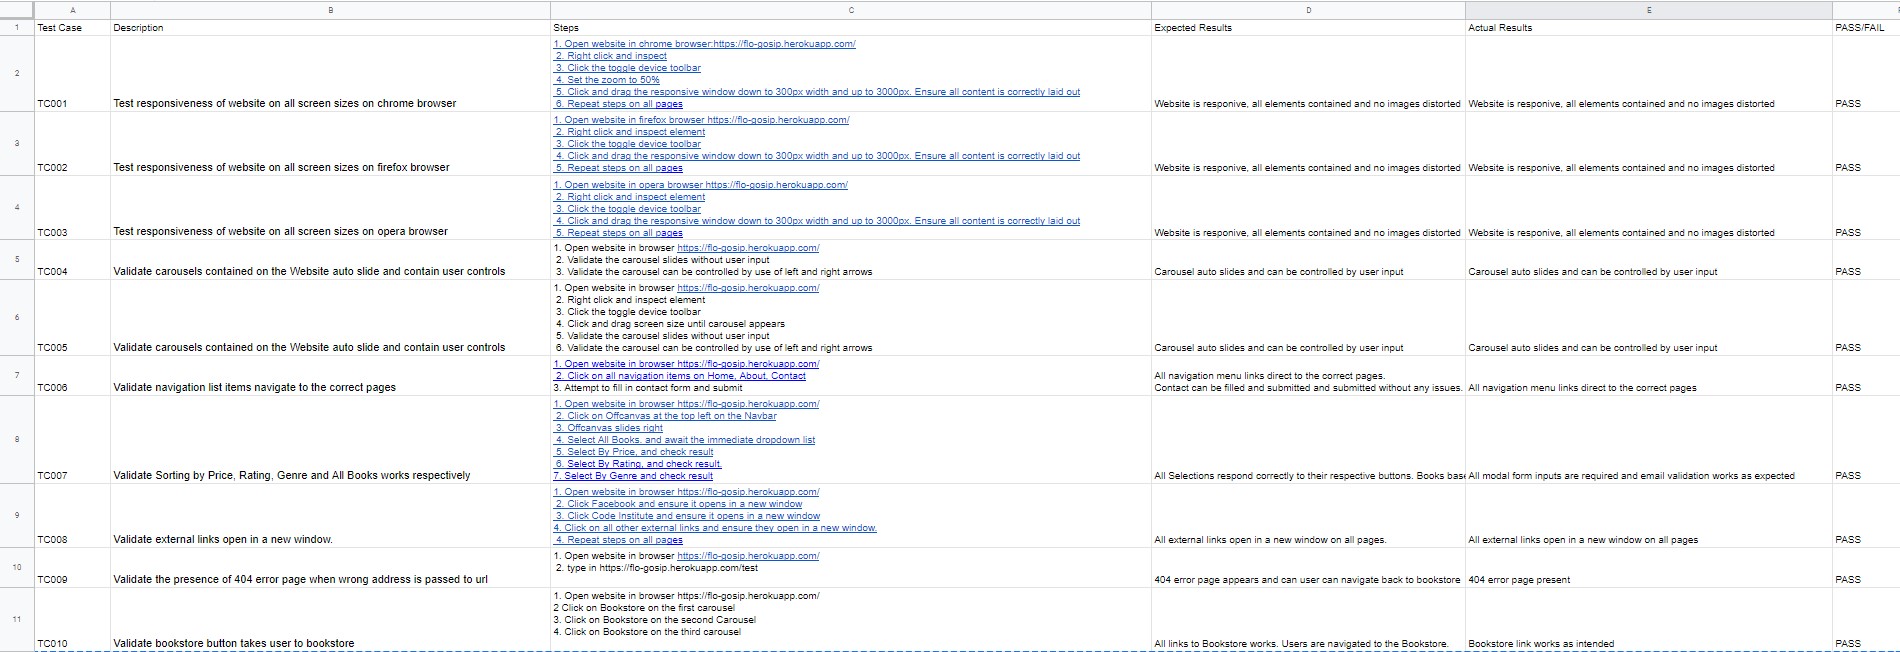 A B C D E
1 Test Case Description Steps Expected Results Actual Results PASS/FAIL
1. Open website in chrome browser:https://flo-gosip.herokuapp.com/
2. Right click and inspect
2 3. Click the toggle device toolbar
4. Set the zoom to 50%
5. Click and drag the responsive window down to 300px width and up to 3000px. Ensure all content is correctly laid out
TC001 Test responsiveness of website on all screen sizes on chrome browser 6. Repeat steps on all pages Website is responive, all elements contained and no images distorted Website is responive, all elements contained and no images distorted PASS
1. Open website in firefox browser https://flo-gosip.herokuapp.com/
2. Right click and inspect element
3 3. Click the toggle device toolbar
4. Click and drag the responsive window down to 300px width and up to 3000px. Ensure all content is correctly laid out
TC002 Test responsiveness of website on all screen sizes on firefox browser 5. Repeat steps on all pages Website is responive, all elements contained and no images distorted Website is responive, all elements contained and no images distorted PASS
1. Open website in opera browser https://flo-gosip.herokuapp.com/
2. Right click and inspect element
4 3. Click the toggle device toolbar
4. Click and drag the responsive window down to 300px width and up to 3000px. Ensure all content is correctly laid out
TC003 Test responsiveness of website on all screen sizes on opera browser 5. Repeat steps on all pages Website is responive, all elements contained and no images distorted Website is responive, all elements contained and no images distorted PASS
1. Open website in browser https://flo-gosip.herokuapp.com/
5 2. Validate the carousel slides without user input
TC004 Validate carousels contained on the Website auto slide and contain user controls 3. Validate the carousel can be controlled by use of left and right arrows Carousel auto slides and can be controlled by user input Carousel auto slides and can be controlled by user input PASS
1. Open website in browser https://flo-gosip.herokuapp.com/
2. Right click and inspect element
6 3. Click the toggle device toolbar
4. Click and drag screen size until carousel appears
5. Validate the carousel slides without user input
TC005 Validate carousels contained on the Website auto slide and contain user controls 6. Validate the carousel can be controlled by use of left and right arrows Carousel auto slides and can be controlled by user input Carousel auto slides and can be controlled by user input PASS
1. Open website in browser https://flo-gosip.herokuapp.com/
7 2. Click on all navigation items on Home, About, Contact All navigation menu links direct to the correct pages.
TC006 Validate navigation list items navigate to the correct pages 3. Attempt to fill in contact form and submit Contact can be filled and submitted and submitted without any issues. All navigation menu links direct to the correct pages PASS
1. Open website in browser https://flo-gosip.herokuapp.com/
2. Click on Offcanvas at the top left on the Navbar
3. Offcanvas slides right
8 4. Select All Books. and await the immediate dropdown list
5. Select By Price, and check result
6. Select By Rating, and check result.
TC007 Validate Sorting by Price, Rating, Genre and All Books works respectively 7. Select By Genre and check result All Selections respond correctly to their respective buttons. Books base All modal form inputs are required and email validation works as expected PASS
1. Open website in browser https://flo-gosip.herokuapp.com/
2. Click Facebook and ensure it opens in a new window
9 3. Click Code Institute and ensure it opens in a new window
4. Click on all other external links and ensure they open in a new window.
TC008 Validate external links open in a new window. 4. Repeat steps on all pages All external links open in a new window on all pages. All external links open in a new window on all pages PASS
1. Open website in browser https://flo-gosip.herokuapp.com/
10 2. type in https://flo-gosip.herokuapp.com/test
TC009 Validate the presence of 404 error page when wrong address is passed to url 404 error page appears and can user can navigate back to bookstore 404 error page present PASS
1. Open website in browser https://flo-gosip.herokuapp.com/
2 Click on Bookstore on the first carousel
11 3. Click on Bookstore on the second Carousel
4. Click on Bookstore on the third carousel
TC010 Validate bookstore button takes user to bookstore All links to Bookstore works. Users are navigated to the Bookstore. Bookstore link works as intended PASS